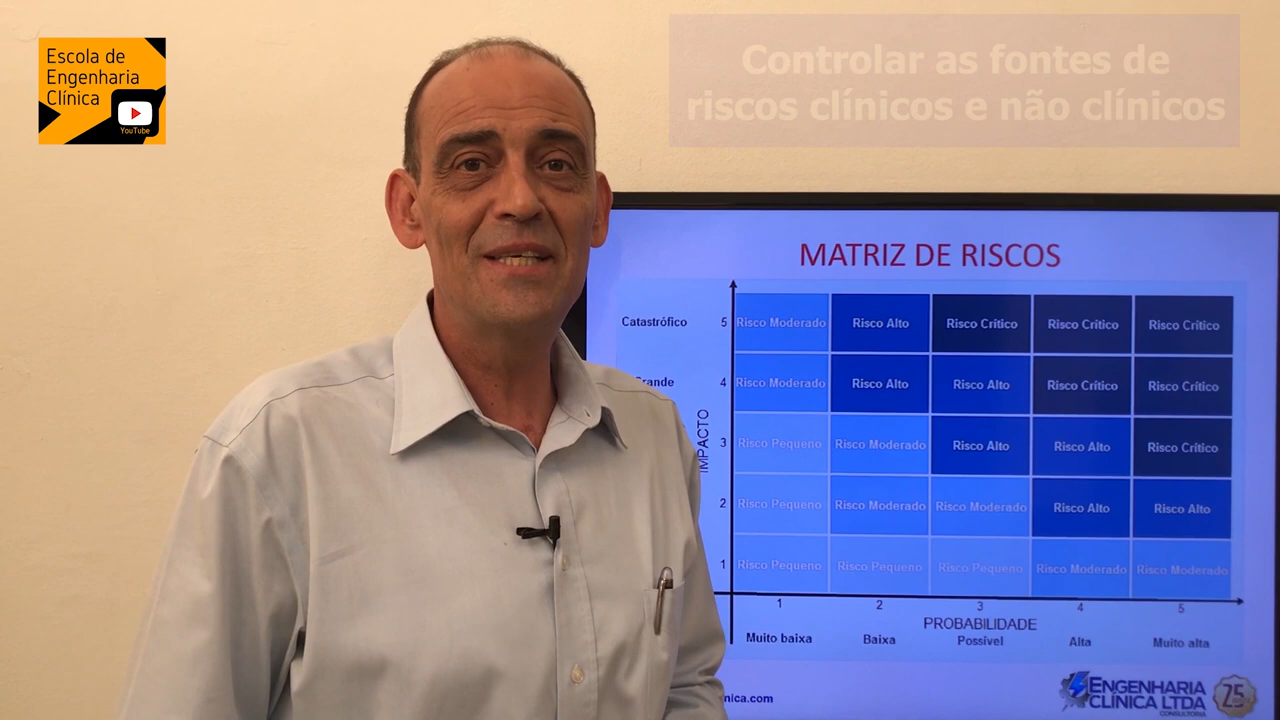 Escola de
Engenharia
Clínica
YouTube
Controlar as fontes de
riscos clínicos e não clínicos
MATRIZ DE RISCOS
Catastrófico 5 Risco Moderado Risco Alto Risco Crítico Risco Crítico Risco Crítico
Grande 4 Risco Moderado Risco Alto Risco Alto Risco Crítico Risco Crítico
3 Risco Pequeno Risco Moderado Risco Alto Risco Alto Risco Crítico
IMPACTO
2 Risco Pequeno Risco Moderado Risco Moderado Risco Alto Risco Alto
1 Risco Pequeno Risco Pequeno Risco Pequeno Risco Moderado Risco Moderado
1 2 3 4 5
PROBABILIDADE
Muito baixa Baixa Possível Alta Muito alta
nica.com
ENGENHARIA
CLÍNICA LTDA
CONSULTORIA
25